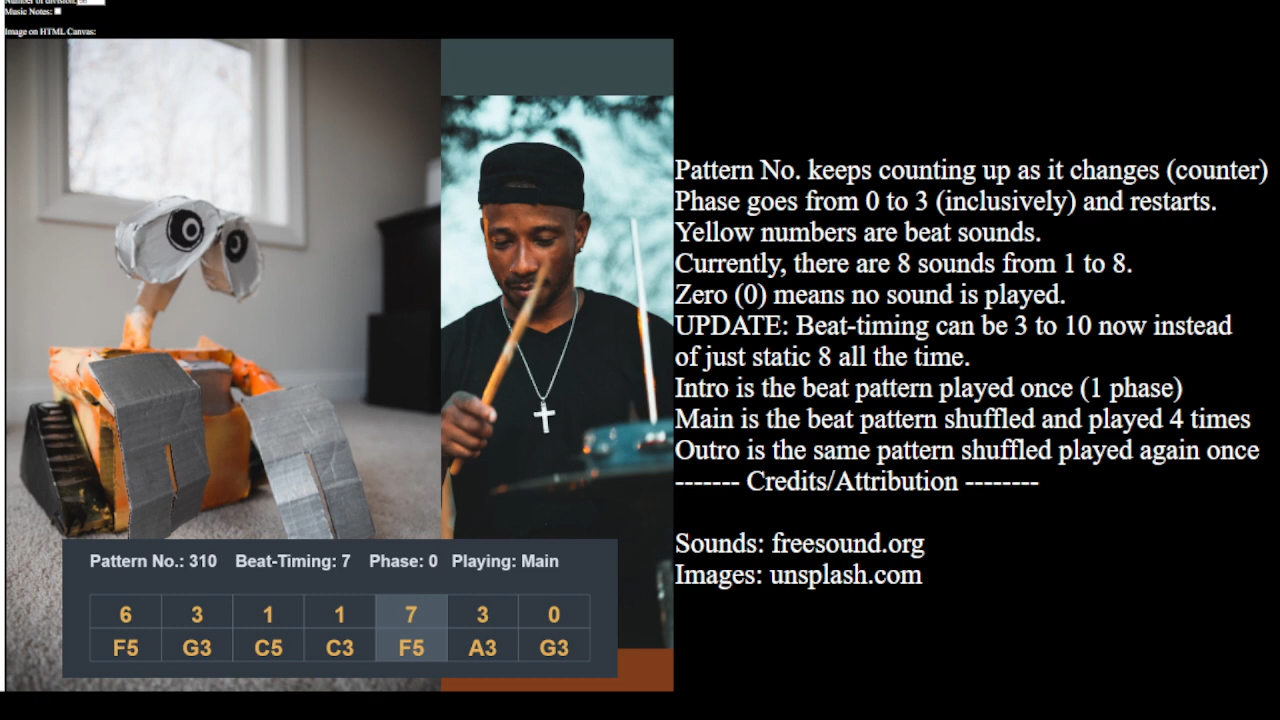 Number of division:
Music Notes:
Image on HTML Canvas:
Pattern No. keeps counting up as it changes (counter)
Phase goes from 0 to 3 (inclusively) and restarts.
Yellow numbers are beat sounds.
Currently, there are 8 sounds from 1 to 8.
Zero (0) means no sound is played.
UPDATE: Beat-timing can be 3 to 10 now instead
of just static 8 all the time.
Intro is the beat pattern played once (1 phase)
Main is the beat pattern shuffled and played 4 times
Outro is the same pattern shuffled played again once
------- Credits/Attribution --------
Sounds: freesound.org
Images: unsplash.com
Pattern No.: 310 Beat-Timing: 7 Phase: 0 Playing: Main
6 3 1 1 7 3 0
F5 G3 C5 C3 F5 A3 G3